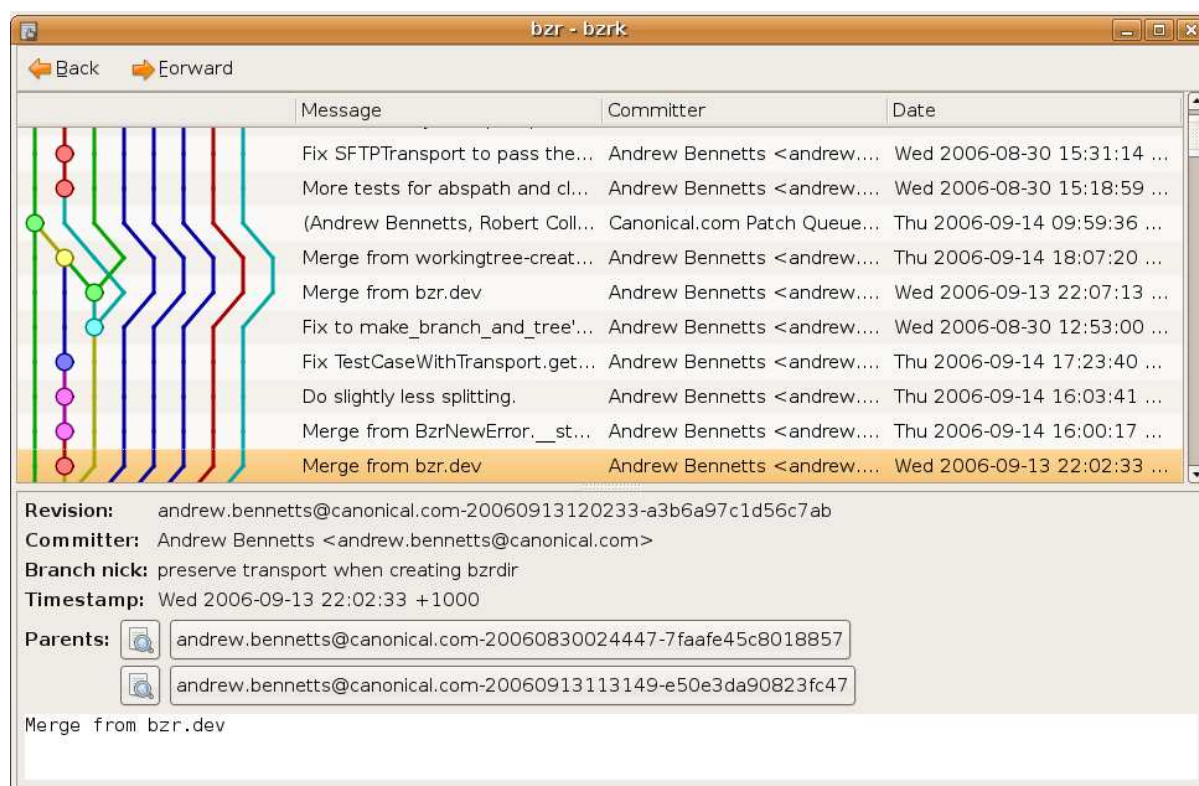 bzr - bzrk
Back Forward
Message Committer Date
Fix SFTPTransport to pass the... Andrew Bennetts <andrew.... Wed 2006-08-30 15:31:14 ...
More tests for abspath and cl... Andrew Bennetts <andrew.... Wed 2006-08-30 15:18:59 ...
(Andrew Bennetts, Robert Coll... Canonical.com Patch Queue... Thu 2006-09-14 09:59:36 ...
Merge from workingtree-creat... Andrew Bennetts <andrew.... Thu 2006-09-14 18:07:20 ...
Merge from bzr.dev Andrew Bennetts <andrew.... Wed 2006-09-13 22:07:13 ...
Fix to make_branch_and_tree'... Andrew Bennetts <andrew.... Wed 2006-08-30 12:53:00 ...
Fix TestCaseWithTransport.get... Andrew Bennetts <andrew.... Thu 2006-09-14 17:23:40 ...
Do slightly less splitting. Andrew Bennetts <andrew.... Thu 2006-09-14 16:03:41 ...
Merge from BzrNewError.__st... Andrew Bennetts <andrew.... Thu 2006-09-14 16:00:17 ...
Merge from bzr.dev Andrew Bennetts <andrew.... Wed 2006-09-13 22:02:33 ...
Revision: andrew.bennetts@canonical.com-20060913120233-a3b6a97c1d56c7ab
Committer: Andrew Bennetts <andrew.bennetts@canonical.com>
Branch nick: preserve transport when creating bzrdir
Timestamp: Wed 2006-09-13 22:02:33 +1000
Parents: andrew.bennetts@canonical.com-20060830024447-7faafe45c8018857
andrew.bennetts@canonical.com-20060913113149-e50e3da90823fc47
Merge from bzr.dev